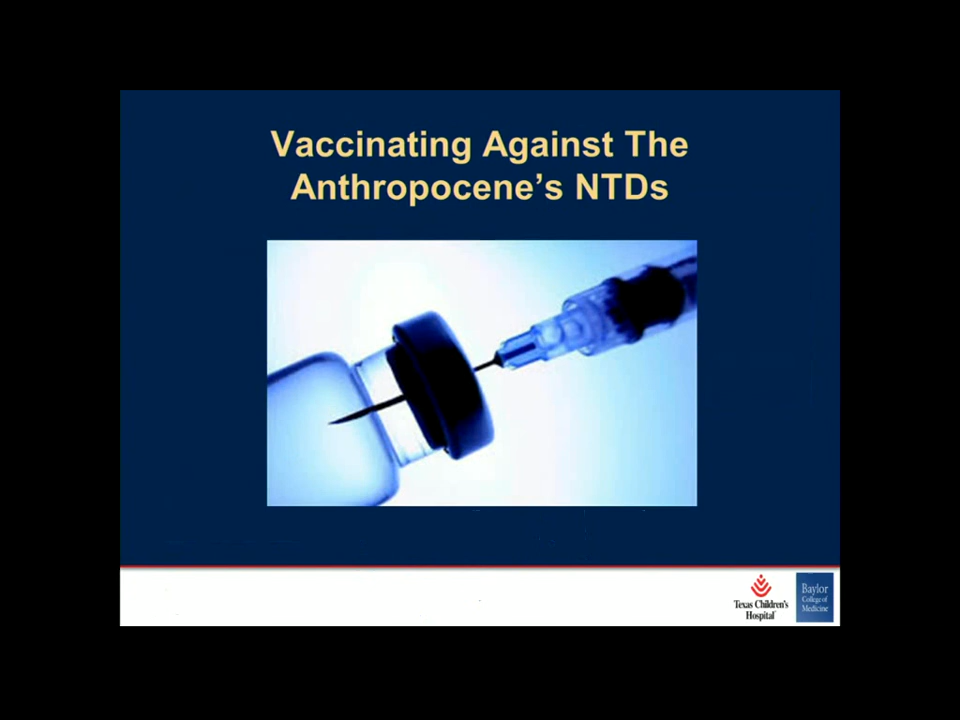 Vaccinating Against The
Anthropocene's NTDs
Texas Children's
Hospital
Baylor
College of
Medicine